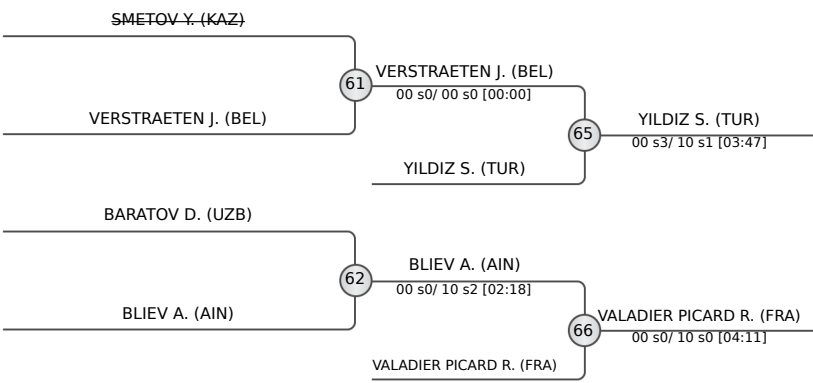 SMETOV Y. (KAZ)
61
VERSTRAETEN J. (BEL)
00 s0/ 00 s0 [00:00]
VERSTRAETEN J. (BEL)
65
YILDIZ S. (TUR)
00 s3/ 10 s1 [03:47]
YILDIZ S. (TUR)
BARATOV D. (UZB)
62
BLIEV A. (AIN)
00 s0/ 10 s2 [02:18]
BLIEV A. (AIN)
66
VALADIER PICARD R. (FRA)
00 s0/ 10 s0 [04:11]
VALADIER PICARD R. (FRA)